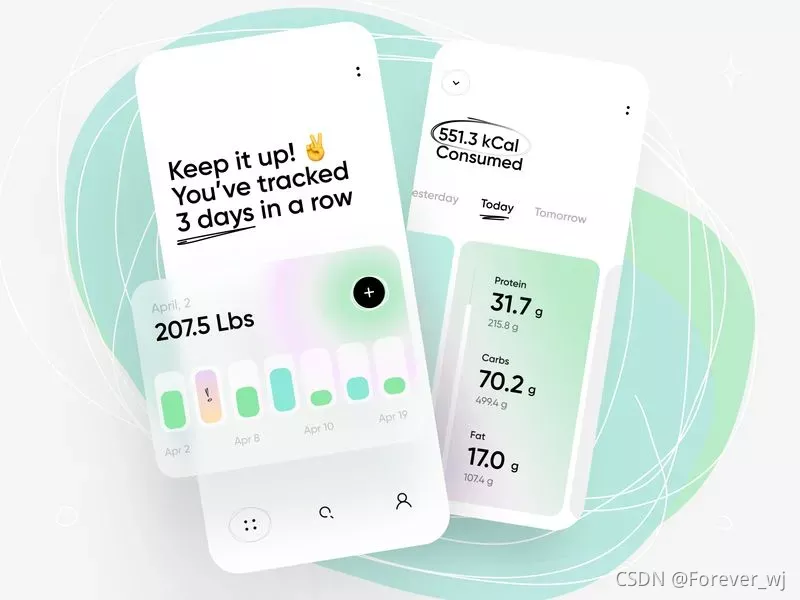 Keep it up! ✌️
You've tracked
3 days in a row
April, 2
207.5 Lbs
Apr 2
Apr 8
Apr 10
Apr 19
551.3 kCal
Consumed
esterday
Today
Tomorrow
Protein
31.7 g
215.8 g
Carbs
70.2 g
499.4 g
Fat
17.0 g
107.4 g
CSDN @Forever_wj